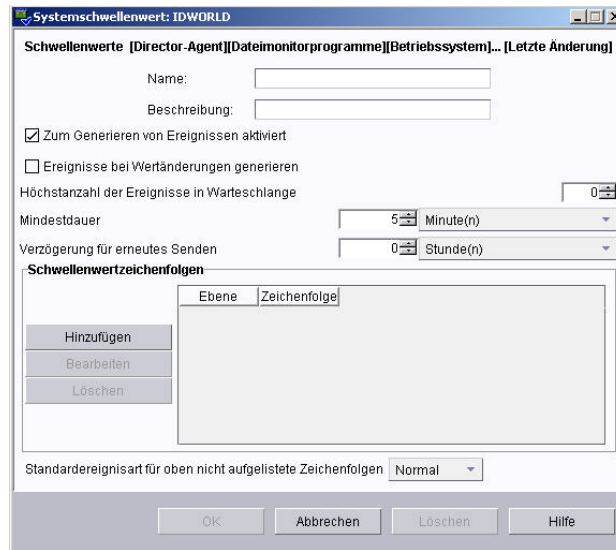 Systemschwellenwert: IDWORLD
Schwellenwerte [Director-Agent][Dateimonitorprogramme][Betriebssystem]... [Letzte Änderung]
Name:
Beschreibung:
Zum Generieren von Ereignissen aktiviert
Ereignisse bei Wertänderungen generieren
Höchstanzahl der Ereignisse in Warteschlange 0
Mindestdauer 5 Minute(n)
Verzögerung für erneutes Senden 0 Stunde(n)
Schwellenwertzeichenfolgen
Ebene Zeichenfolge
Hinzufügen
Bearbeiten
Löschen
Standardereignisart für oben nicht aufgelistete Zeichenfolgen Normal
OK Abbrechen Löschen Hilfe